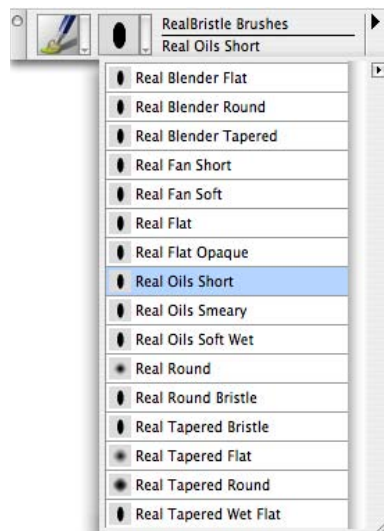 RealBristle Brushes
Real Oils Short
Real Blender Flat
Real Blender Round
Real Blender Tapered
Real Fan Short
Real Fan Soft
Real Flat
Real Flat Opaque
Real Oils Short
Real Oils Smeary
Real Oils Soft Wet
Real Round
Real Round Bristle
Real Tapered Bristle
Real Tapered Flat
Real Tapered Round
Real Tapered Wet Flat